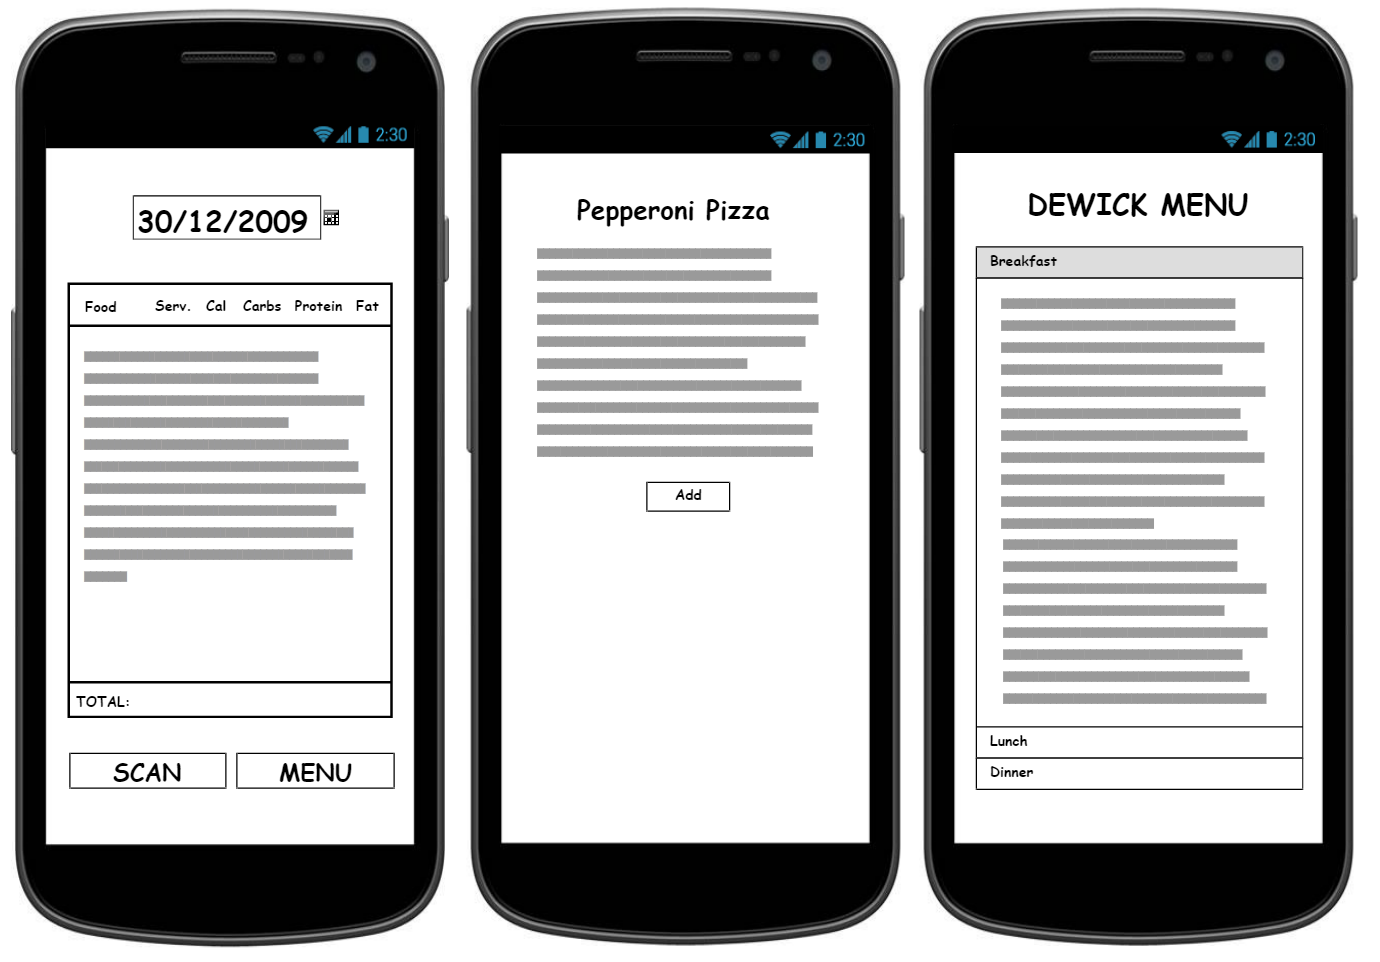 2:30
30/12/2009
Food Serv. Cal Carbs Protein Fat
TOTAL:
SCAN MENU
2:30
Pepperoni Pizza
Add
2:30
DEWICK MENU
Breakfast
Lunch
Dinner